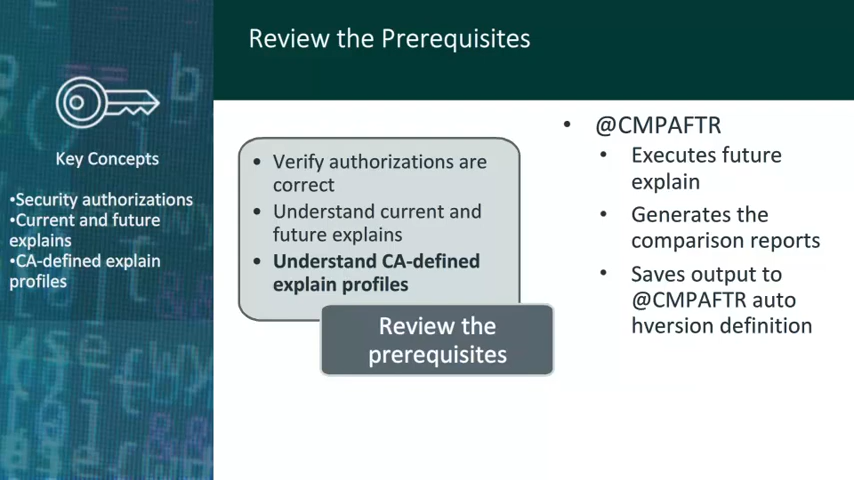 Review the Prerequisites
Key Concepts
•Security authorizations
•Current and future
explains
•CA-defined explain
profiles
• Verify authorizations are
correct
• Understand current and
future explains
• Understand CA-defined
explain profiles
Review the
prerequisites
• @CMPAFTR
• Executes future
explain
• Generates the
comparison reports
• Saves output to
@CMPAFTR auto
hversion definition